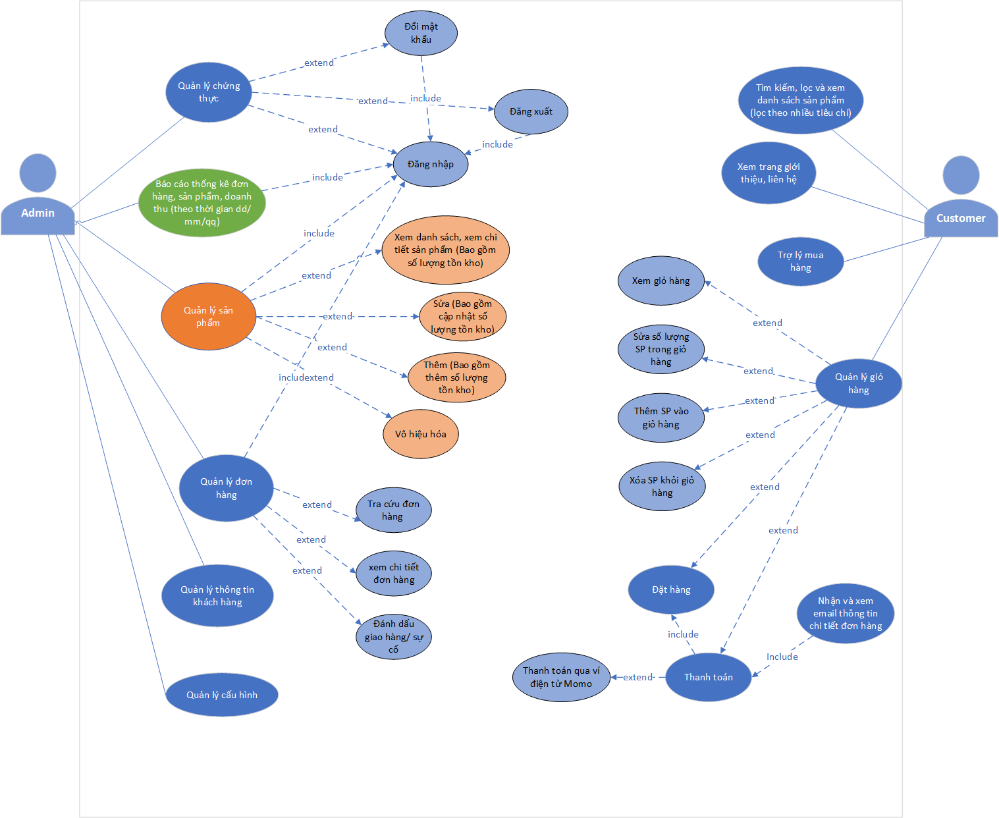 Đổi mật
khẩu
extend
Quản lý chứng
thực
extend
include
Đăng xuất
extend
include
Đăng nhập
Tìm kiếm, lọc và xem
danh sách sản phẩm
(lọc theo nhiều tiêu chí)
Xem trang giới
thiệu, liên hệ
Admin
Customer
Báo cáo thống kê đơn
hàng, sản phẩm, doanh
thu (theo thời gian dd/
mm/qq)
include
include
Xem danh sách, xem chi
tiết sản phẩm (Bao gồm
số lượng tồn kho)
extend
Trợ lý mua
hàng
Xem giỏ hàng
Quản lý sản
phẩm
extend
Sửa (Bao gồm
cập nhật số
lượng tồn kho)
extend
extend
Sửa số lượng
SP trong giỏ
hàng
extend
Thêm (Bao gồm
thêm số lượng
tồn kho)
include
extend
Quản lý giỏ
hàng
extend
Thêm SP vào
giỏ hàng
Vô hiệu hóa
extend
Quản lý đơn
hàng
Xóa SP khỏi giỏ
hàng
extend
extend
Tra cứu đơn
hàng
extend
extend
xem chi tiết
đơn hàng
extend
Quản lý thông tin
khách hàng
Đặt hàng
Nhận và xem
email thông tin
chi tiết đơn hàng
Đánh dấu
giao hàng/ sự
cố
include
Include
Thanh toán qua ví
điện tử Momo
extend
Thanh toán
Quản lý cấu hình